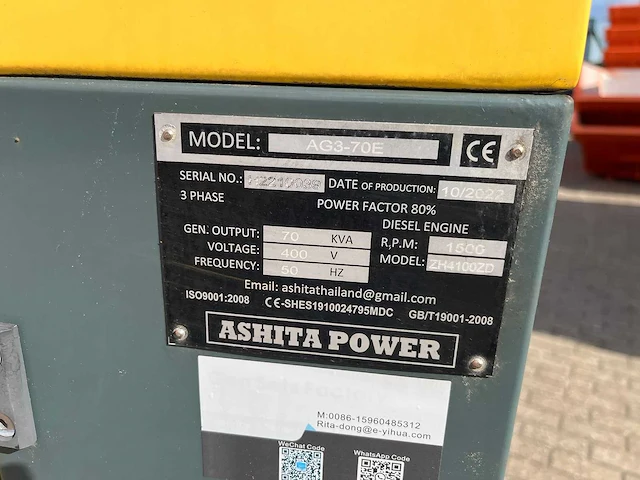 MODEL: AG3-70E CE
SERIAL NO.: DATE OF PRODUCTION: 10/2022
3 PHASE POWER FACTOR 80%
DIESEL ENGINE
GEN. OUTPUT: 70 KVA R.P.M: 1500
VOLTAGE: 400 V MODEL: ZH4100ZD
FREQUENCY: 50 HZ
Email: ashitathailand@gmail.com
ISO9001:2008 CE-SHES1910024795MDC GB/T19001-2008
ASHITA POWER
M:0086-15960485312
Rita-dong@e-yihua.com
WeChat Code WhatsApp Code